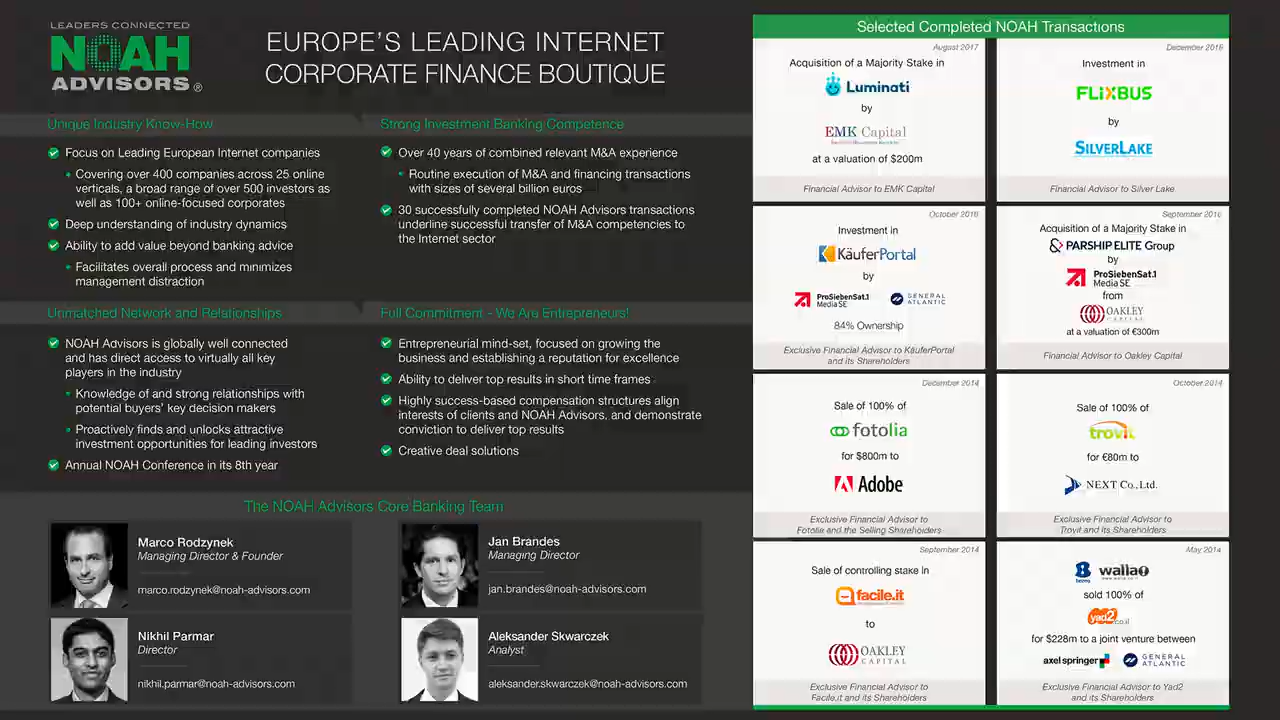 LEADERS CONNECTED
NOAH
ADVISORS®
EUROPE'S LEADING INTERNET
CORPORATE FINANCE BOUTIQUE
Unique Industry Know-How
Focus on Leading European Internet companies
Covering over 400 companies across 25 online
verticals, a broad range of over 500 investors as
well as 100+ online-focused corporates
Deep understanding of industry dynamics
Ability to add value beyond banking advice
Facilitates overall process and minimizes
management distraction
Strong Investment Banking Competence
Over 40 years of combined relevant M&A experience
Routine execution of M&A and financing transactions
with sizes of several billion euros
30 successfully completed NOAH Advisors transactions
underline successful transfer of M&A competencies to
the Internet sector
Unmatched Network and Relationships
NOAH Advisors is globally well connected
and has direct access to virtually all key
players in the industry
Knowledge of and strong relationships with
potential buyers' key decision makers
Proactively finds and unlocks attractive
investment opportunities for leading investors
Annual NOAH Conference in its 8th year
Full Commitment - We Are Entrepreneurs!
Entrepreneurial mind-set, focused on growing the
business and establishing a reputation for excellence
Ability to deliver top results in short time frames
Highly success-based compensation structures align
interests of clients and NOAH Advisors, and demonstrate
conviction to deliver top results
Creative deal solutions
The NOAH Advisors Core Banking Team
Marco Rodzynek
Managing Director & Founder
marco.rodzynek@noah-advisors.com
Jan Brandes
Managing Director
jan.brandes@noah-advisors.com
Nikhil Parmar
Director
nikhil.parmar@noah-advisors.com
Aleksander Skwarczek
Analyst
aleksander.skwarczek@noah-advisors.com
Selected Completed NOAH Transactions
August 2017
Acquisition of a Majority Stake in
Luminati
by
EMK Capital
at a valuation of $200m
Financial Advisor to EMK Capital
December 2016
Investment in
FLiXBUS
by
SILVERLAKE
Financial Advisor to Silver Lake
October 2016
Investment in
KäuferPortal
by
ProSiebenSat.1
Media SE
GENERAL
ATLANTIC
84% Ownership
Exclusive Financial Advisor to KäuferPortal
and its Shareholders
September 2016
Acquisition of a Majority Stake in
PARSHIP ELITE Group
by
ProSiebenSat.1
Media SE
from
OAKLEY
CAPITAL
at a valuation of €300m
Financial Advisor to Oakley Capital
December 2014
Sale of 100% of
fotolia
for $800m to
Adobe
Exclusive Financial Advisor to
Fotolia and the Selling Shareholders
October 2014
Sale of 100% of
trovit
for €80m to
NEXT Co., Ltd.
Exclusive Financial Advisor to
Trovit and its Shareholders
September 2014
Sale of controlling stake in
facile.it
to
OAKLEY
CAPITAL
Exclusive Financial Advisor to
Facile.it and its Shareholders
May 2014
walla!
sold 100% of
yad2.co.il
for $228m to a joint venture between
axel springer
GENERAL
ATLANTIC
Exclusive Financial Advisor to Yad2
and its Shareholders